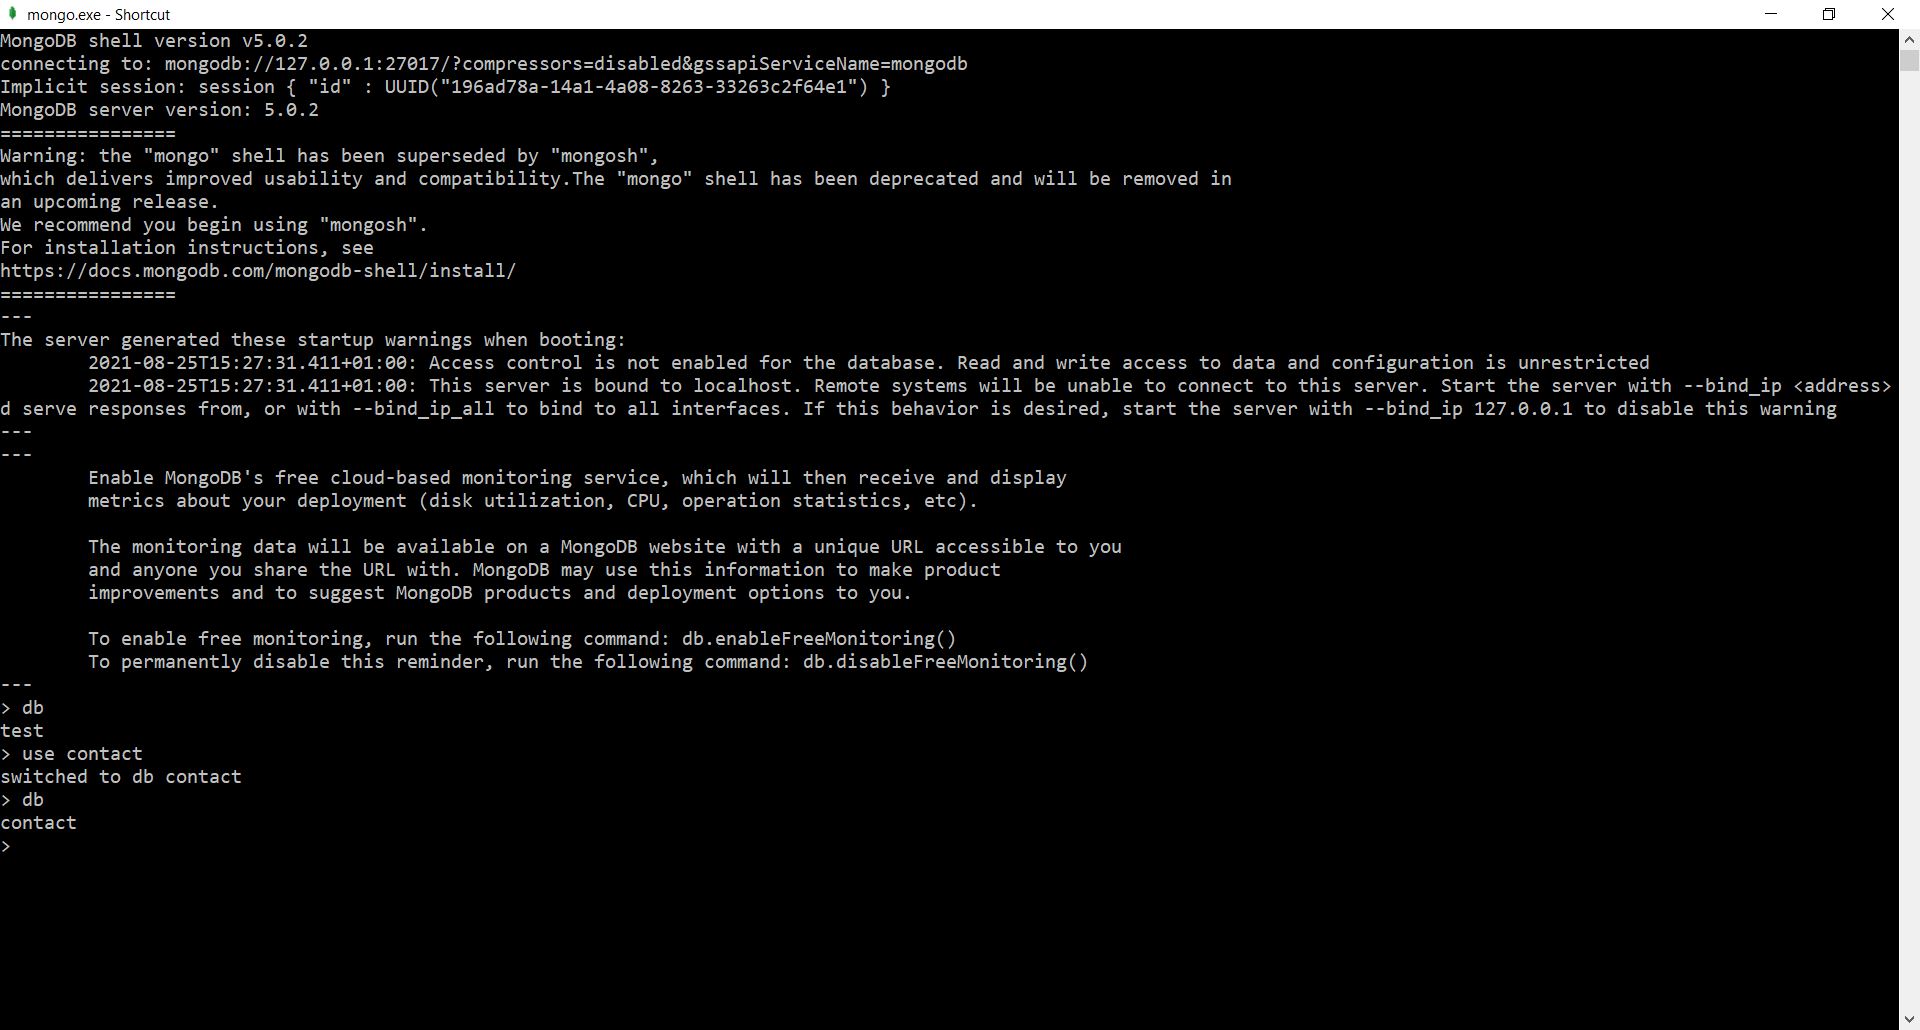 mongo.exe - Shortcut
MongoDB shell version v5.0.2
connecting to: mongodb://127.0.0.1:27017/?compressors=disabled&gssapiServiceName=mongodb
Implicit session: session { "id" : UUID("196ad78a-14a1-4a08-8263-33263c2f64e1") }
MongoDB server version: 5.0.2
================
Warning: the "mongo" shell has been superseded by "mongosh",
which delivers improved usability and compatibility.The "mongo" shell has been deprecated and will be removed in
an upcoming release.
We recommend you begin using "mongosh".
For installation instructions, see
https://docs.mongodb.com/mongodb-shell/install/
================
---
The server generated these startup warnings when booting:
        2021-08-25T15:27:31.411+01:00: Access control is not enabled for the database. Read and write access to data and configuration is unrestricted
        2021-08-25T15:27:31.411+01:00: This server is bound to localhost. Remote systems will be unable to connect to this server. Start the server with --bind_ip <address>
d serve responses from, or with --bind_ip_all to bind to all interfaces. If this behavior is desired, start the server with --bind_ip 127.0.0.1 to disable this warning
---
---
        Enable MongoDB's free cloud-based monitoring service, which will then receive and display
        metrics about your deployment (disk utilization, CPU, operation statistics, etc).

        The monitoring data will be available on a MongoDB website with a unique URL accessible to you
        and anyone you share the URL with. MongoDB may use this information to make product
        improvements and to suggest MongoDB products and deployment options to you.

        To enable free monitoring, run the following command: db.enableFreeMonitoring()
        To permanently disable this reminder, run the following command: db.disableFreeMonitoring()
---
> db
test
> use contact
switched to db contact
> db
contact
>